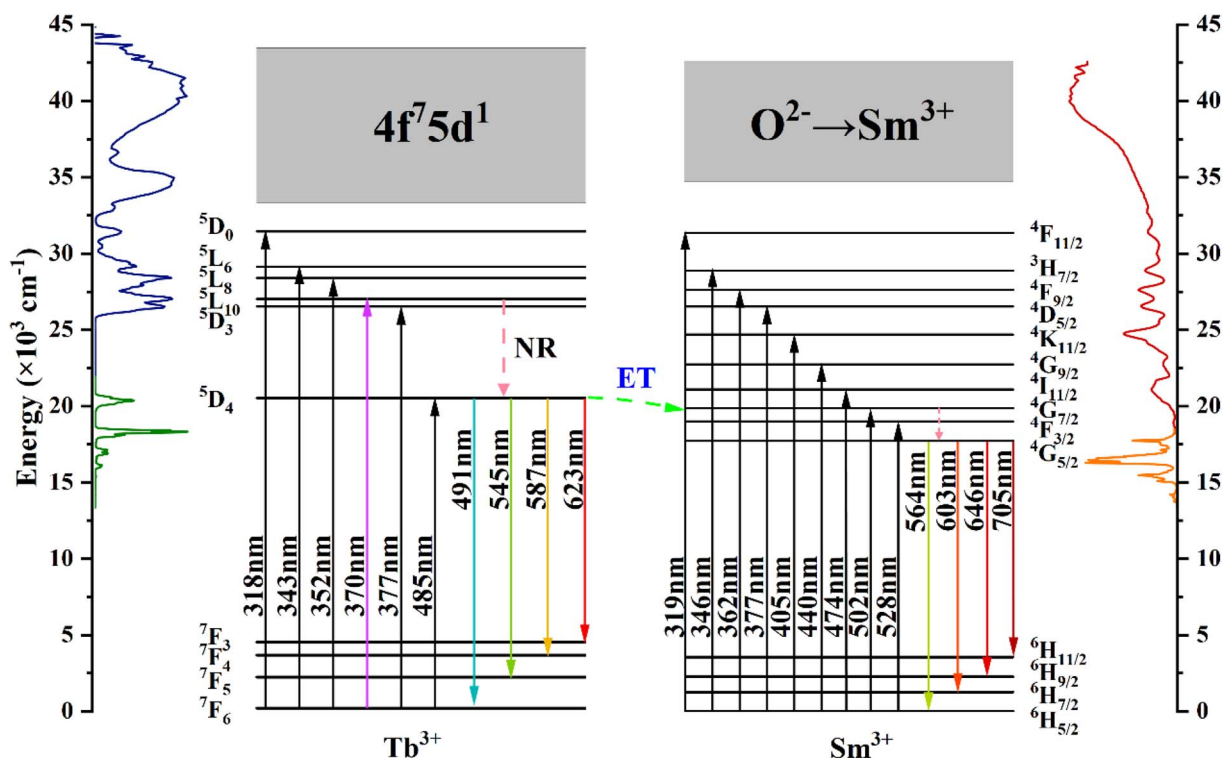 45
40
35
30
25
20
15
10
5
0
Energy (×10³ cm⁻¹)
4f⁷5d¹
⁵D₀
⁵L₆
⁵L₈
⁵L₁₀
⁵D₃
⁵D₄
⁷F₃
⁷F₄
⁷F₅
⁷F₆
NR
ET
318nm
343nm
352nm
370nm
377nm
485nm
491nm
545nm
587nm
623nm
Tb³⁺
O²⁻→Sm³⁺
⁴F₁₁/₂
³H₇/₂
⁴F₉/₂
⁴D₅/₂
⁴K₁₁/₂
⁴G₉/₂
⁴I₁₁/₂
⁴G₇/₂
⁴F₃/₂
⁴G₅/₂
⁶H₁₁/₂
⁶H₉/₂
⁶H₇/₂
⁶H₅/₂
319nm
346nm
362nm
377nm
405nm
440nm
474nm
502nm
528nm
564nm
603nm
646nm
705nm
Sm³⁺
45
40
35
30
25
20
15
10
5
0